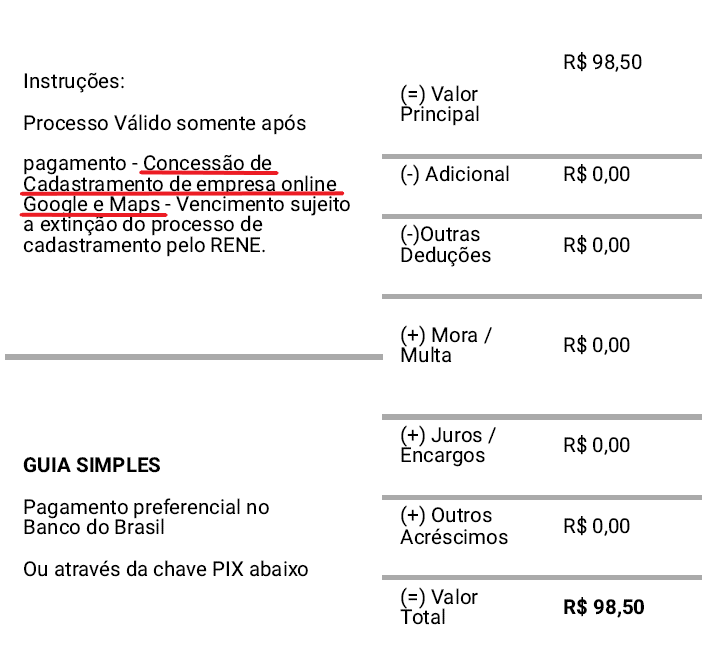 Instruções:
Processo Válido somente após
pagamento - Concessão de
Cadastramento de empresa online
Google e Maps - Vencimento sujeito
a extinção do processo de
cadastramento pelo RENE.
GUIA SIMPLES
Pagamento preferencial no
Banco do Brasil
Ou através da chave PIX abaixo
R$ 98,50
(=) Valor
Principal
(-) Adicional
R$ 0,00
(-)Outras
Deduções
R$ 0,00
(+) Mora /
Multa
R$ 0,00
(+) Juros /
Encargos
R$ 0,00
(+) Outros
Acréscimos
R$ 0,00
(=) Valor
Total
R$ 98,50